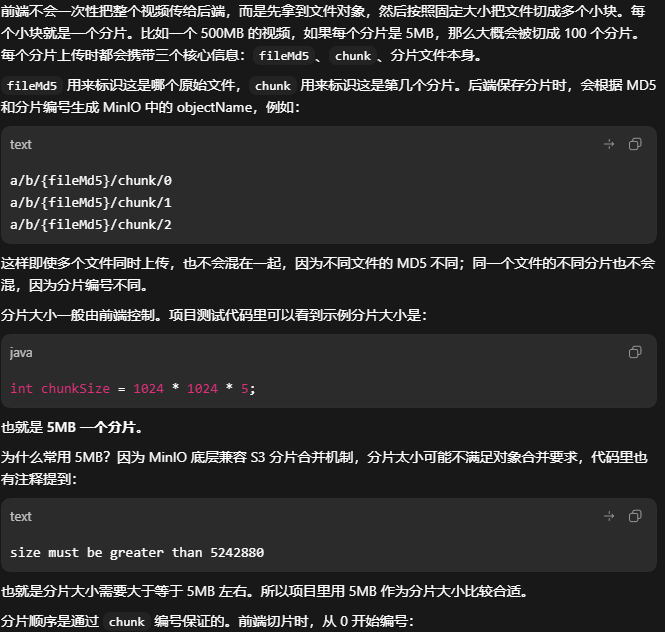 前端不会一次性把整个视频传给后端，而是先拿到文件对象，然后按照固定大小把文件切成多个小块。每
个小块就是一个分片。比如一个 500MB 的视频，如果每个分片是 5MB，那么大概会被切成 100 个分片。
每个分片上传时都会携带三个核心信息：fileMd5、chunk、分片文件本身。
fileMd5 用来标识这是哪个原始文件，chunk 用来标识这是第几个分片。后端保存分片时，会根据 MD5
和分片编号生成 MinIO 中的 objectName，例如：
text
a/b/{fileMd5}/chunk/0
a/b/{fileMd5}/chunk/1
a/b/{fileMd5}/chunk/2
这样即使多个文件同时上传，也不会混在一起，因为不同文件的 MD5 不同；同一个文件的不同分片也不会
混，因为分片编号不同。
分片大小一般由前端控制。项目测试代码里可以看到示例分片大小是：
java
int chunkSize = 1024 * 1024 * 5;
也就是 5MB 一个分片。
为什么常用 5MB？因为 MinIO 底层兼容 S3 分片合并机制，分片太小可能不满足对象合并要求，代码里也
有注释提到：
text
size must be greater than 5242880
也就是分片大小需要大于等于 5MB 左右。所以项目里用 5MB 作为分片大小比较合适。
分片顺序是通过 chunk 编号保证的。前端切片时，从 0 开始编号：